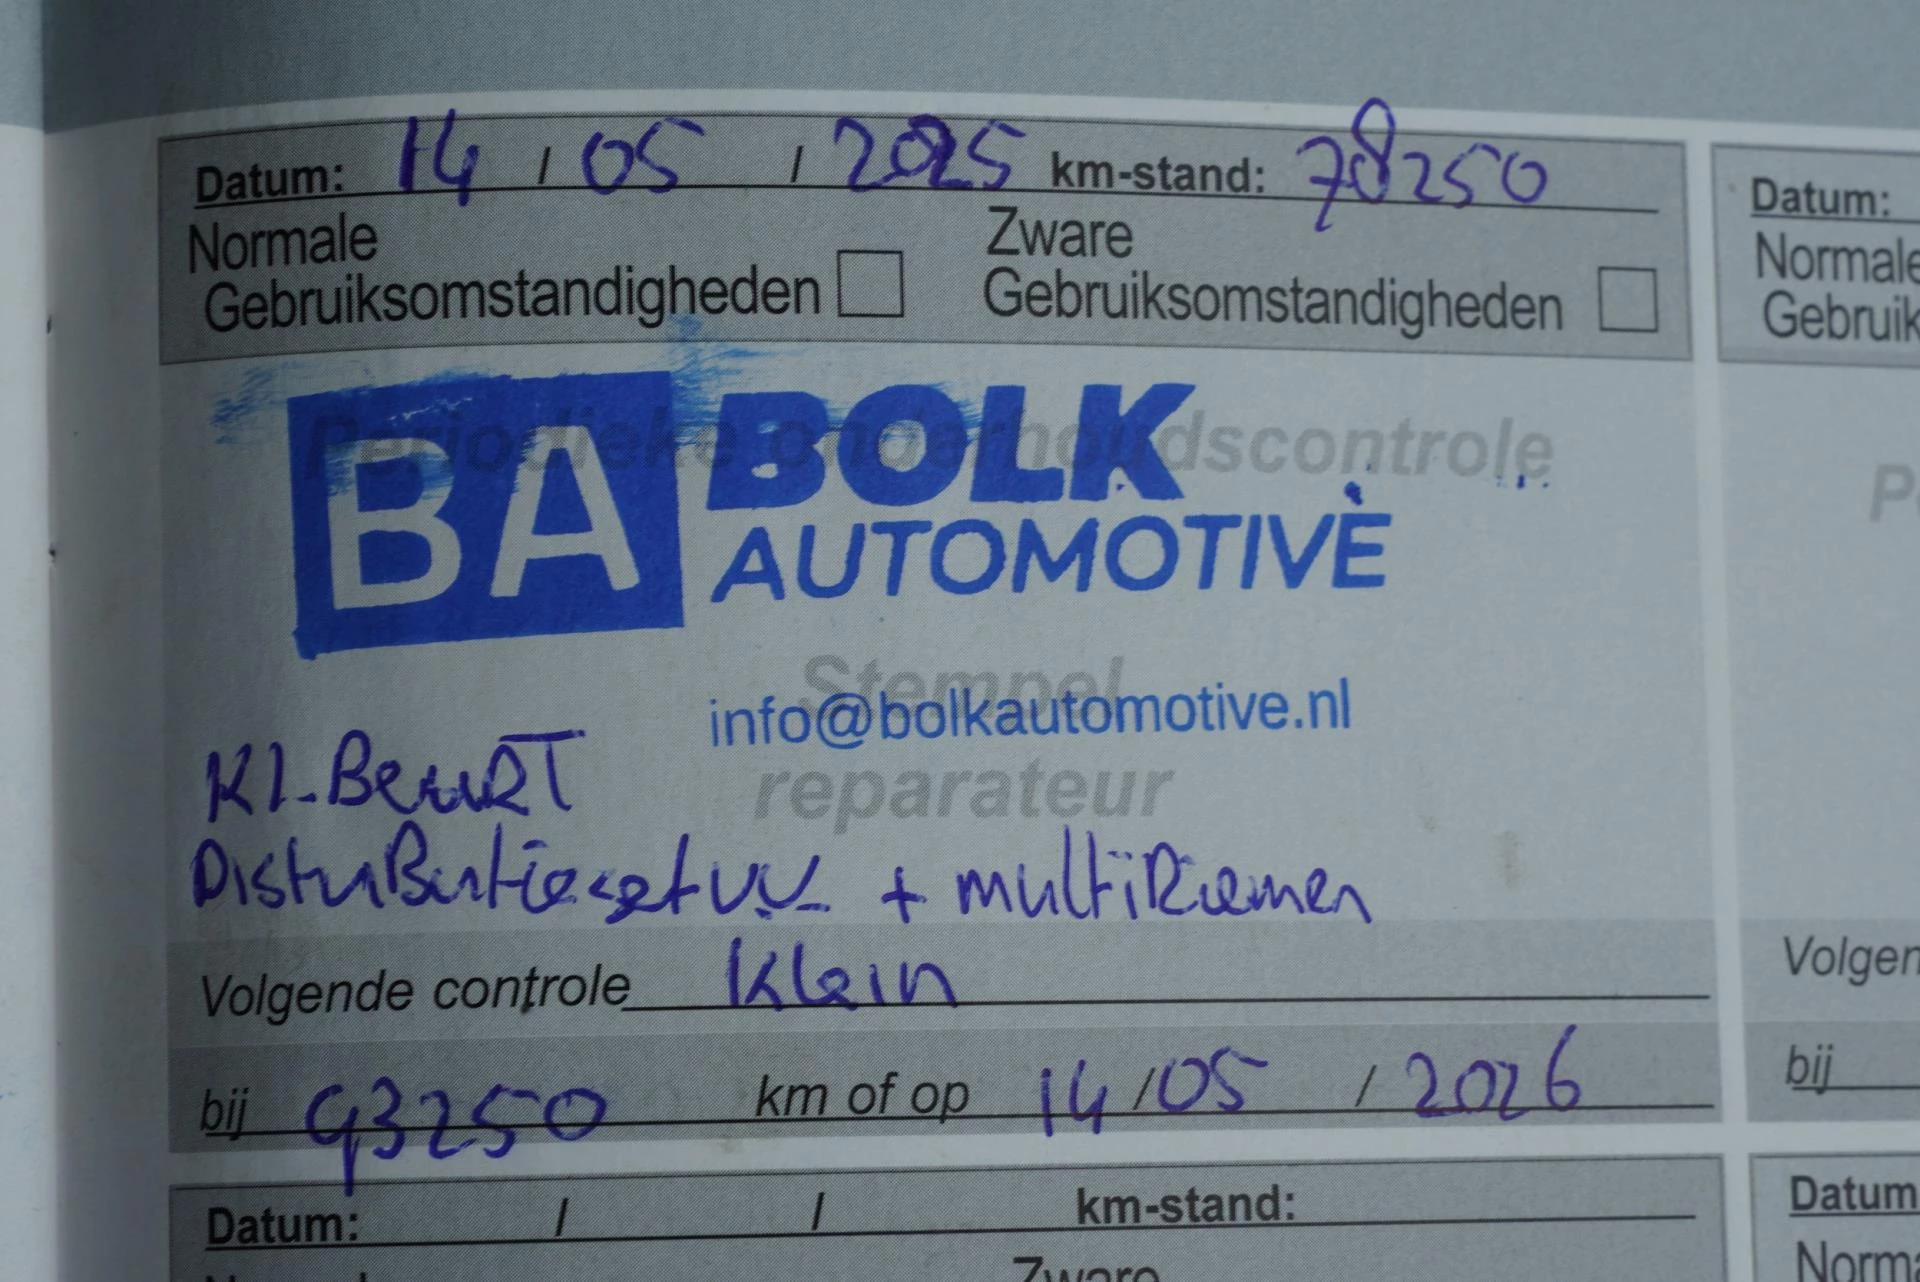 Datum: 14 / 05 / 2025 km-stand: 78250
Normale Gebruiksomstandigheden
Zware Gebruiksomstandigheden
Periodieke onderhoudscontrole
BA BOLK
AUTOMOTIVE
Stempel
info@bolkautomotive.nl
reparateur
Kl. BeuRT
DistriButieset v.v. + multiRiemen
Volgende controle Klein
bij 93250 km of op 14 / 05 / 2026
Datum: / / km-stand:
Zware
Datum:
Normale
Gebruik
Volgen
bij
Datum
Norma